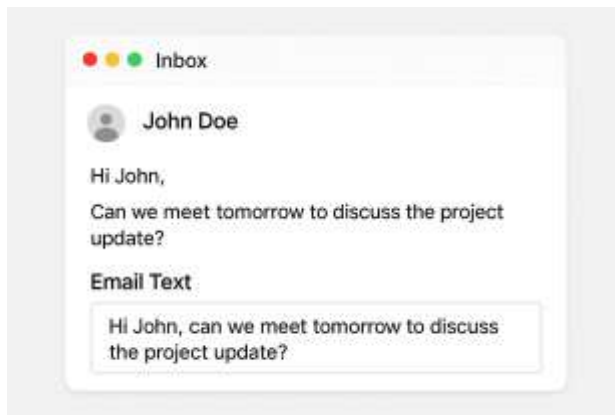 Inbox
John Doe
Hi John,
Can we meet tomorrow to discuss the project
update?
Email Text
Hi John, can we meet tomorrow to discuss
the project update?